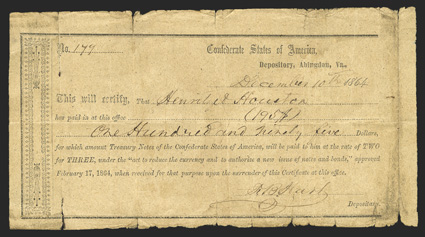 No. 177
Confederate States of America,
Depositary, Abingdon, Va.,
December 10th 1864
This will certify, That Houston
has paid in at this office (195$)
One Hundred and Ninety five Dollars,
for which amount Treasury Notes of the Confederate States of America, will be paid to him at the rate of TWO
for THREE, under the "act to reduce the currency and to authorize a new issue of notes and bonds," approved
February 17, 1864, when received for that purpose upon the surrender of this Certificate at this office.
Depositary.